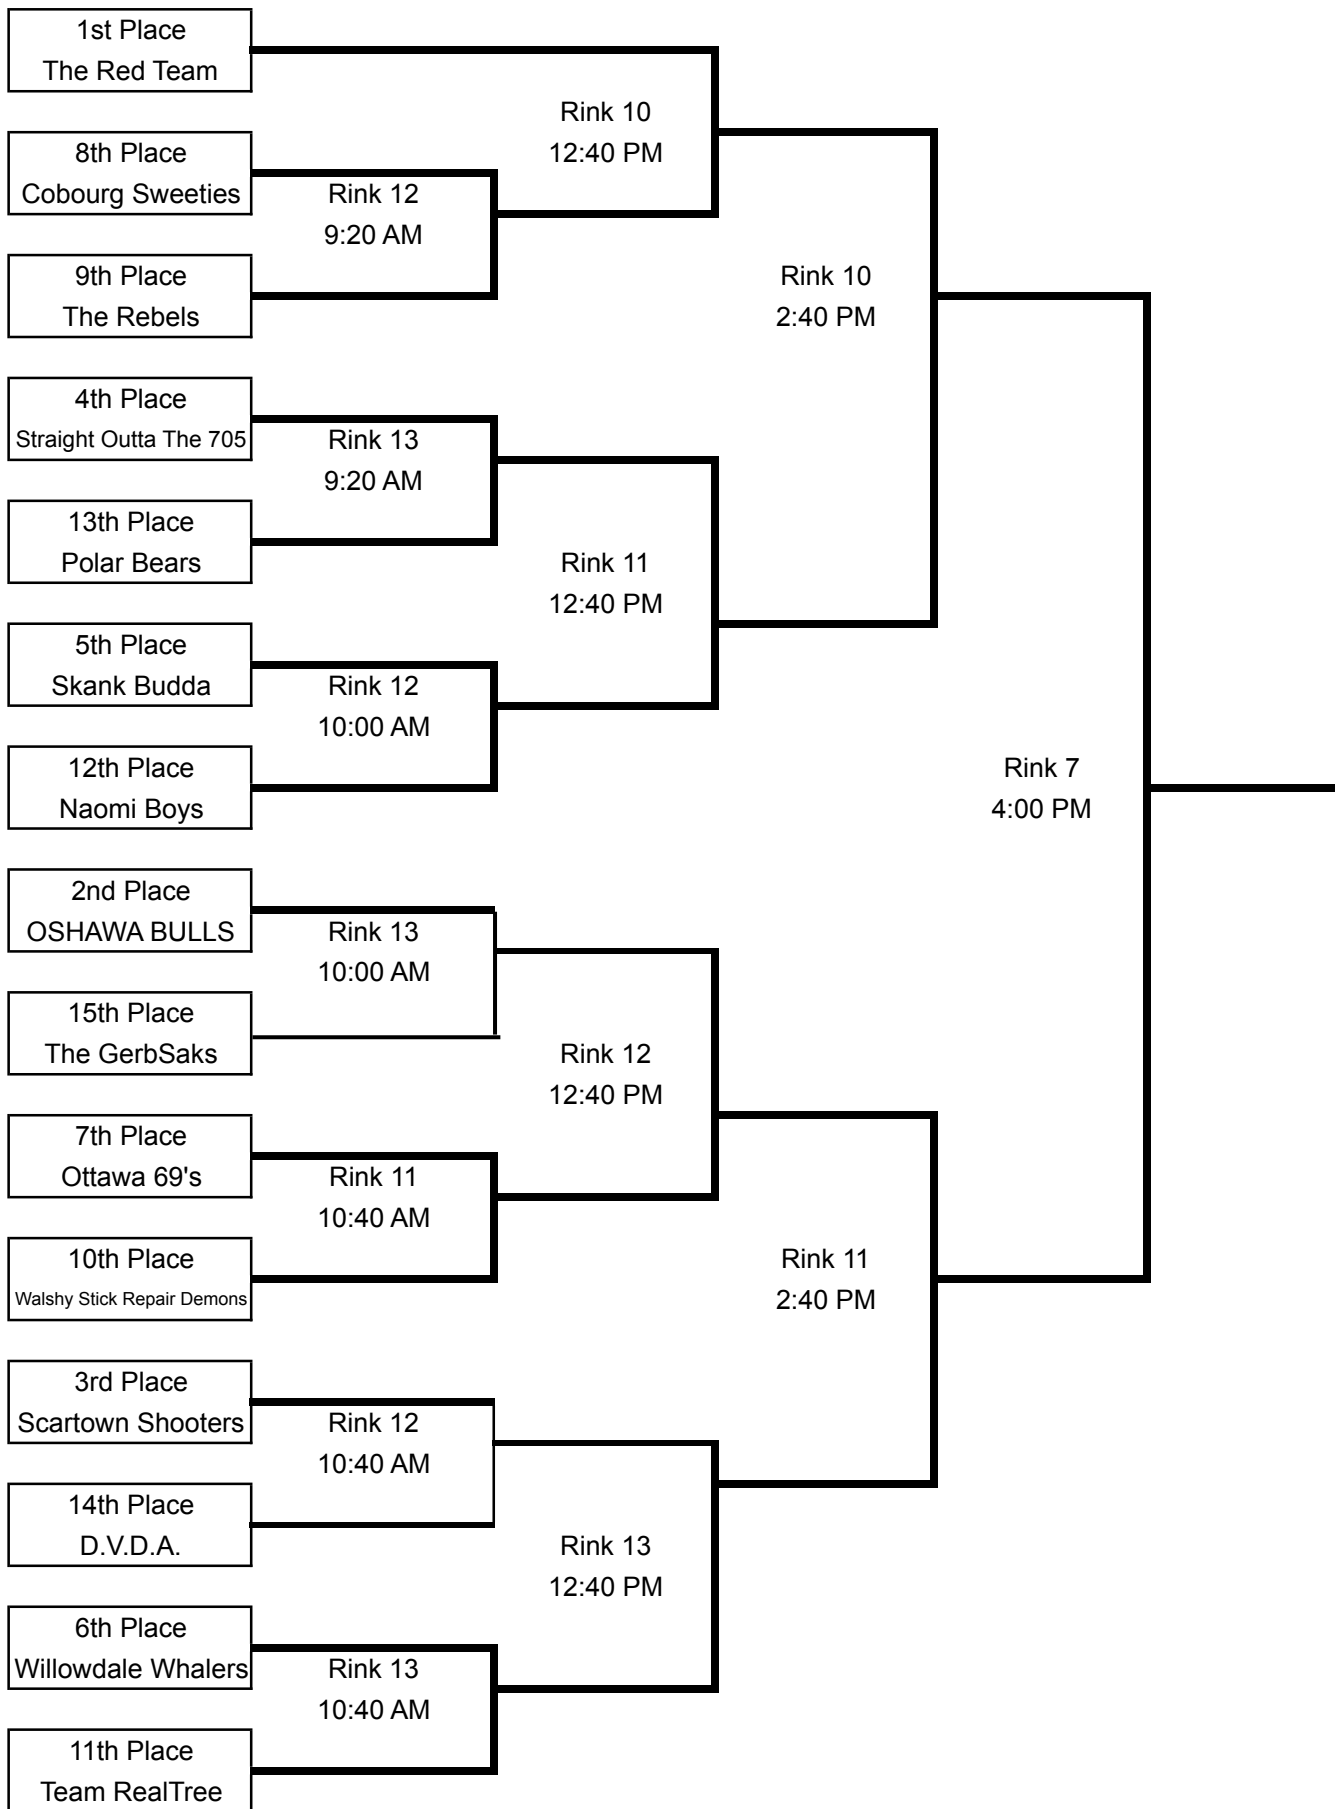 1st Place
The Red Team
Rink 10
12:40 PM
8th Place
Cobourg Sweeties
Rink 12
9:20 AM
9th Place
The Rebels
Rink 10
2:40 PM
4th Place
Straight Outta The 705
Rink 13
9:20 AM
13th Place
Polar Bears
Rink 11
12:40 PM
5th Place
Skank Budda
Rink 12
10:00 AM
12th Place
Naomi Boys
Rink 7
4:00 PM
2nd Place
OSHAWA BULLS
Rink 13
10:00 AM
15th Place
The GerbSaks
Rink 12
12:40 PM
7th Place
Ottawa 69's
Rink 11
10:40 AM
10th Place
Walshy Stick Repair Demons
Rink 11
2:40 PM
3rd Place
Scartown Shooters
Rink 12
10:40 AM
14th Place
D.V.D.A.
Rink 13
12:40 PM
6th Place
Willowdale Whalers
Rink 13
10:40 AM
11th Place
Team RealTree